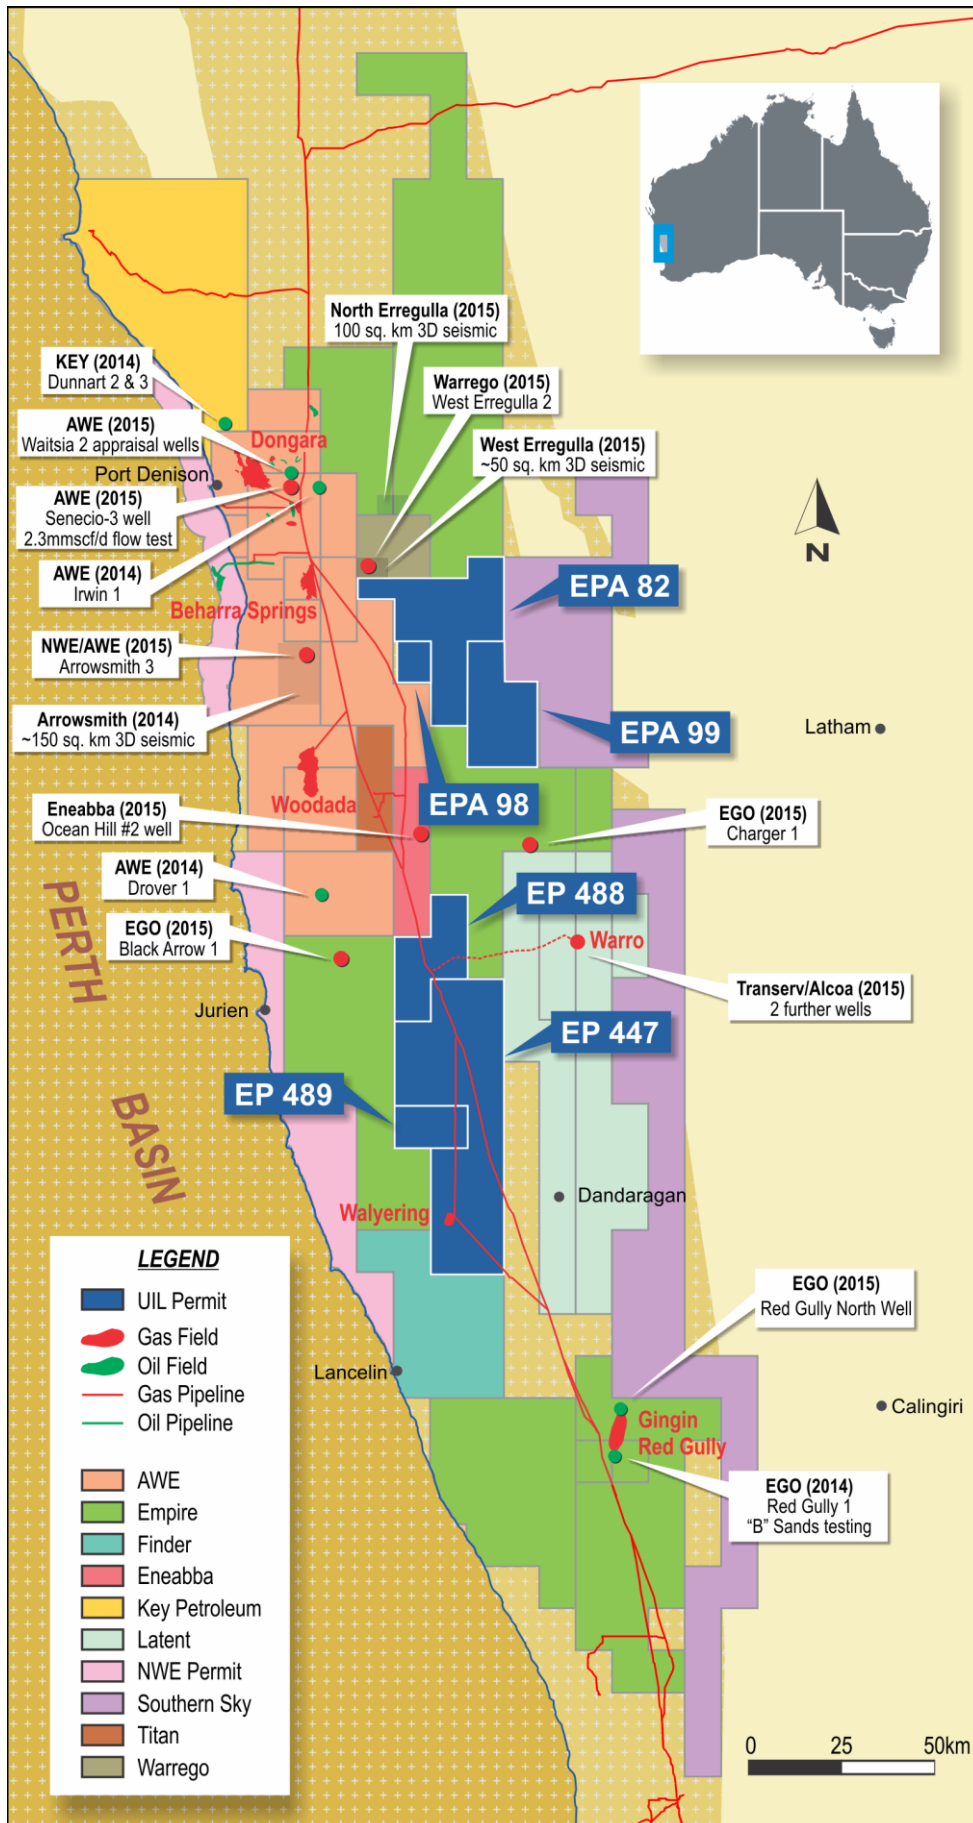 North Erregulla (2015)
100 sq. km 3D seismic
KEY (2014)
Dunnart 2 & 3
Warrego (2015)
West Erregulla 2
AWE (2015)
Waitsia 2 appraisal wells
Dongara
West Erregulla (2015)
~50 sq. km 3D seismic
Port Denison
AWE (2015)
Senecio-3 well
2.3mmscf/d flow test
N
AWE (2014)
Irwin 1
EPA 82
Beharra Springs
NWE/AWE (2015)
Arrowsmith 3
Arrowsmith (2014)
~150 sq. km 3D seismic
EPA 99
Latham
Woodada
EPA 98
Eneabba (2015)
Ocean Hill #2 well
EGO (2015)
Charger 1
AWE (2014)
Drover 1
EP 488
PERTH
BASIN
EGO (2015)
Black Arrow 1
Warro
Transerv/Alcoa (2015)
2 further wells
Jurien
EP 447
EP 489
Dandaragan
Walyering
LEGEND
UIL Permit
Gas Field
Oil Field
Gas Pipeline
Oil Pipeline
AWE
Empire
Finder
Eneabba
Key Petroleum
Latent
NWE Permit
Southern Sky
Titan
Warrego
EGO (2015)
Red Gully North Well
Lancelin
Calingiri
Gingin
Red Gully
EGO (2014)
Red Gully 1
“B” Sands testing
0 25 50km